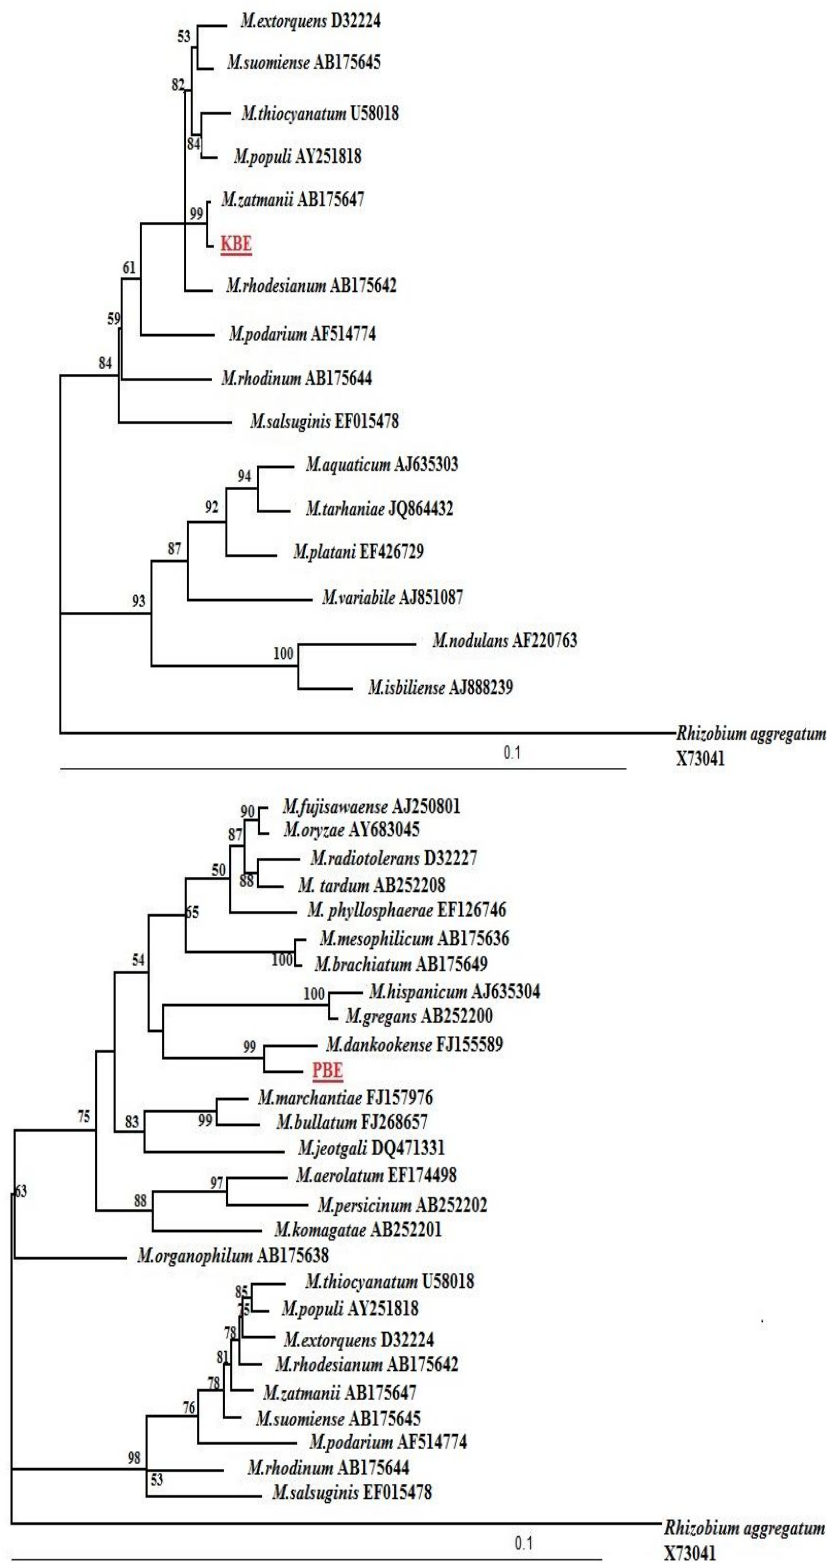 M.extorquens D32224
53
M.suomiense AB175645
82
M.thiocyanatum U58018
84
M.populi AY251818
M.zatmanii AB175647
99
KBE
61
M.rhodesianum AB175642
59
M.podarium AF514774
84
M.rhodinum AB175644
M.salsuginis EF015478
M.aquaticum AJ635303
94
92
M.tarhaniae JQ864432
87
M.platani EF426729
93
M.variabile AJ851087
M.nodulans AF220763
100
M.isbiliense AJ888239
Rhizobium aggregatum
X73041
0.1
M.fujisawaense AJ250801
90
M.oryzae AY683045
87
M.radiotolerans D32227
50
88
M. tardum AB252208
65
M. phyllosphaerae EF126746
M.mesophilicum AB175636
54
100
M.brachiatum AB175649
M.hispanicum AJ635304
100
M.gregans AB252200
M.dankookense FJ155589
99
PBE
M.marchantiae FJ157976
75
83
99
M.bullatum FJ268657
M.jeotgali DQ471331
M.aerolatum EF174498
97
63
88
M.persicinum AB252202
M.komagatae AB252201
M.organophilum AB175638
M.thiocyanatum U58018
85
75
M.populi AY251818
78
M.extorquens D32224
81
M.rhodesianum AB175642
78
M.zatmanii AB175647
76
M.suomiense AB175645
M.podarium AF514774
98
M.rhodinum AB175644
53
M.salsuginis EF015478
Rhizobium aggregatum
X73041
0.1